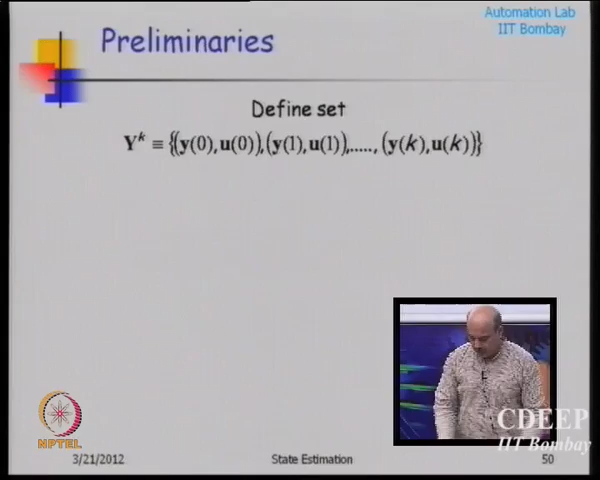 Automation Lab
IIT Bombay
Preliminaries
Define set
Y^k ≡ {(y(0),u(0)),(y(1),u(1)),....., (y(k),u(k))}
CDEEP
IIT Bombay
NPTEL
3/21/2012 State Estimation 50